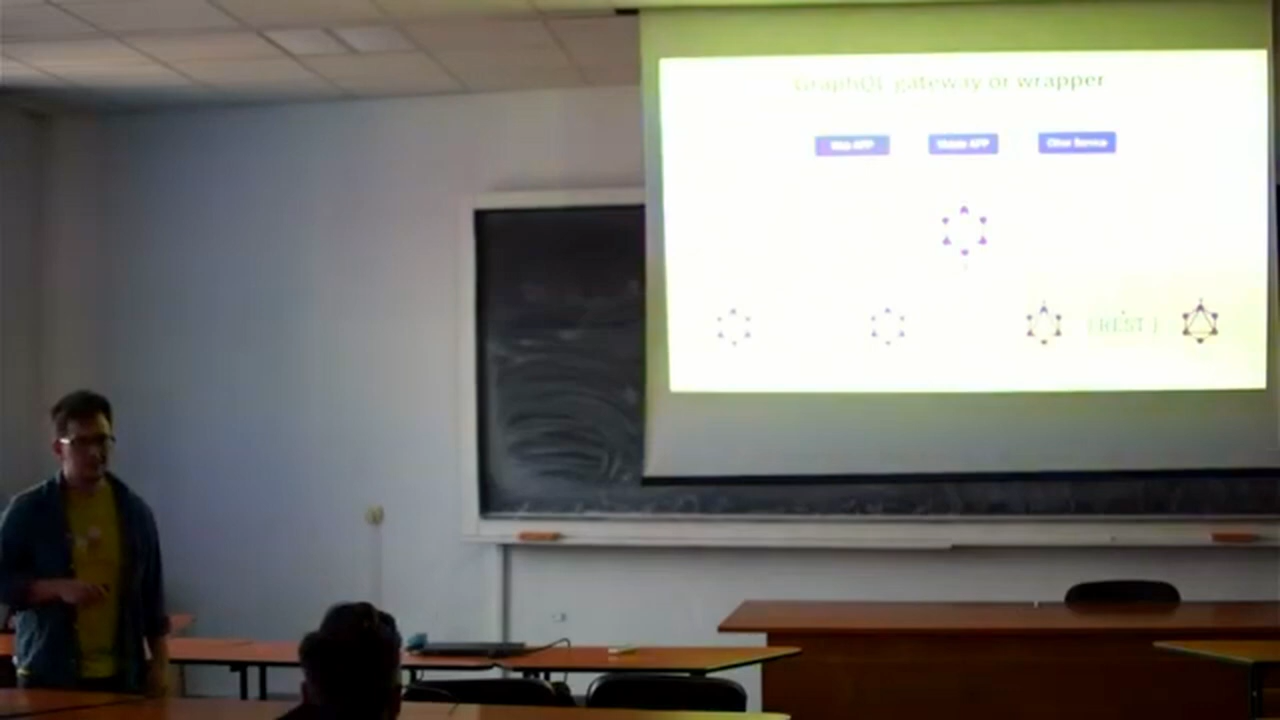 GraphQL gateway or wrapper
Web APP
Mobile APP
Other Service
{ REST }